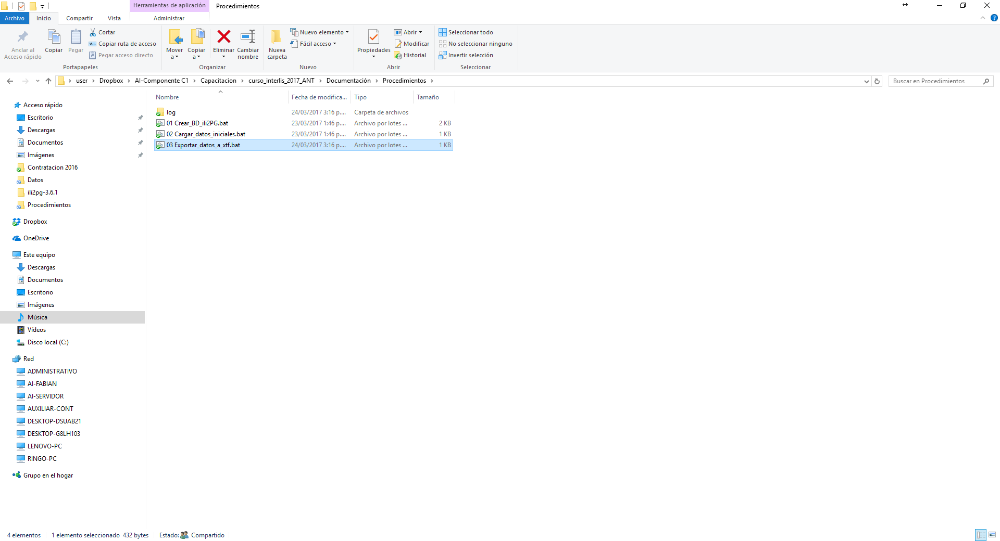 Herramientas de aplicación
Procedimientos
Archivo
Inicio
Compartir
Vista
Administrar
Anclar al
Acceso rápido
Copiar
Pegar
Cortar
Copiar ruta de acceso
Pegar acceso directo
Portapapeles
Mover
a
Copiar
a
Eliminar
Cambiar
nombre
Organizar
Nueva
carpeta
Nuevo elemento
Fácil acceso
Nuevo
Propiedades
Abrir
Modificar
Historial
Abrir
Seleccionar todo
No seleccionar ninguno
Invertir selección
Seleccionar
user > Dropbox > AI-Componente C1 > Capacitacion > curso_interlis_2017_ANT > Documentación > Procedimientos >
Buscar en Procedimientos
Nombre Fecha de modifica... Tipo Tamaño
log 24/03/2017 3:16 p.... Carpeta de archivos
01 Crear_BD_ili2PG.bat 23/03/2017 1:46 p.... Archivo por lotes ... 2 KB
02 Cargar_datos_iniciales.bat 23/03/2017 1:46 p.... Archivo por lotes ... 1 KB
03 Exportar_datos_a_xtf.bat 24/03/2017 3:16 p.... Archivo por lotes ... 1 KB
Acceso rápido
Escritorio
Descargas
Documentos
Imágenes
Contratacion 2016
Datos
ili2pg-3.6.1
Procedimientos
Dropbox
OneDrive
Este equipo
Descargas
Documentos
Escritorio
Imágenes
Música
Vídeos
Disco local (C:)
Red
ADMINISTRATIVO
AI-FABIAN
AI-SERVIDOR
AUXILIAR-CONT
DESKTOP-DSUAB21
DESKTOP-G8LH103
LENOVO-PC
RINGO-PC
Grupo en el hogar
4 elementos 1 elemento seleccionado 432 bytes Estado: Compartido